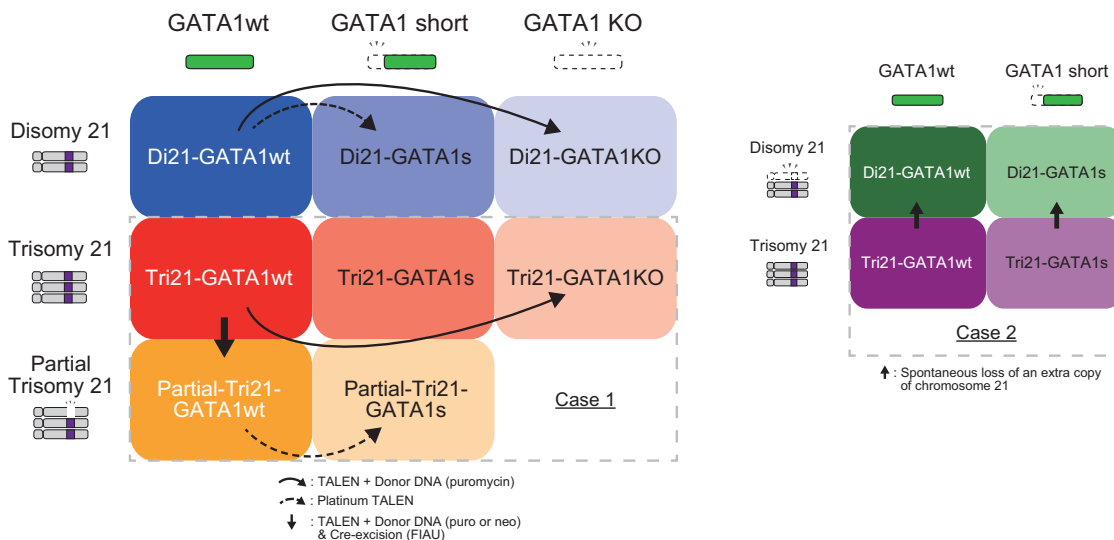 GATA1wt
GATA1 short
GATA1 KO
Disomy 21
Di21-GATA1wt
Di21-GATA1s
Di21-GATA1KO
Trisomy 21
Tri21-GATA1wt
Tri21-GATA1s
Tri21-GATA1KO
Partial
Trisomy 21
Partial-Tri21-
GATA1wt
Partial-Tri21-
GATA1s
Case 1
: TALEN + Donor DNA (puromycin)
: Platinum TALEN
: TALEN + Donor DNA (puro or neo)
& Cre-excision (FIAU)
GATA1wt
GATA1 short
Disomy 21
Di21-GATA1wt
Di21-GATA1s
Trisomy 21
Tri21-GATA1wt
Tri21-GATA1s
Case 2
: Spontaneous loss of an extra copy
of chromosome 21